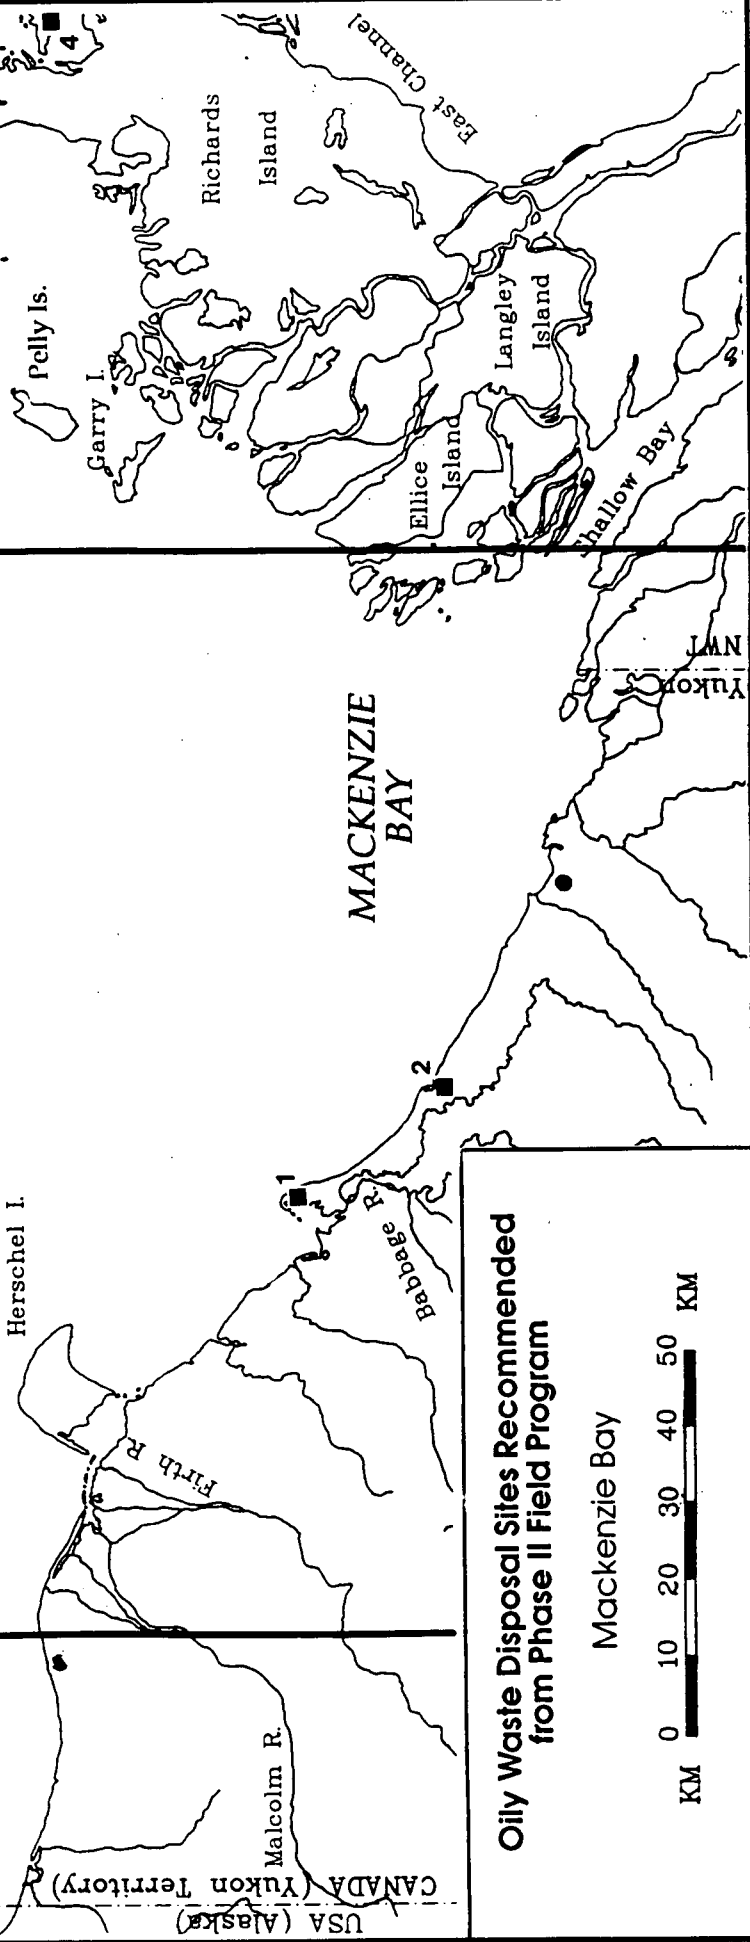 Herschel I.
Pelly Is.
Garry I.
Richards
Island
4
East Channel
MACKENZIE
BAY
Ellice
Island
Langley
Island
Shallow Bay
Yukon
NWT
1
2
Babbage R.
Firth R.
Malcolm R.
USA (Alaska)
CANADA (Yukon Territory)
Oily Waste Disposal Sites Recommended
from Phase II Field Program
Mackenzie Bay
KM 0 10 20 30 40 50 KM